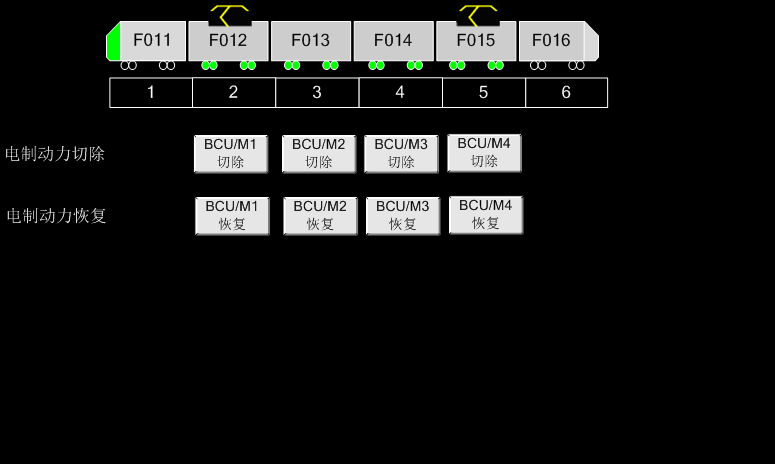 F011 F012 F013 F014 F015 F016
1 2 3 4 5 6
电制动力切除
BCU/M1 BCU/M2 BCU/M3 BCU/M4
切除 切除 切除 切除
电制动力恢复
BCU/M1 BCU/M2 BCU/M3 BCU/M4
恢复 恢复 恢复 恢复